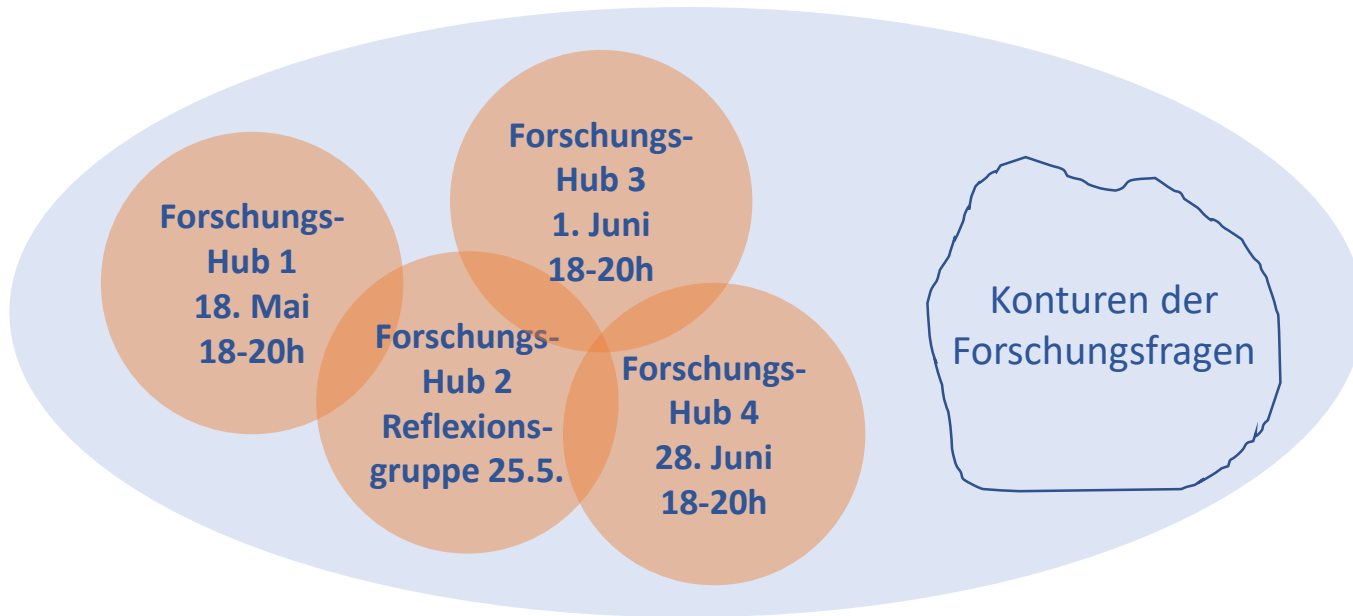 Forschungs-
Hub 1
18. Mai
18-20h
Forschungs-
Hub 2
Reflexions-
gruppe 25.5.
Forschungs-
Hub 3
1. Juni
18-20h
Forschungs-
Hub 4
28. Juni
18-20h
Konturen der
Forschungsfragen